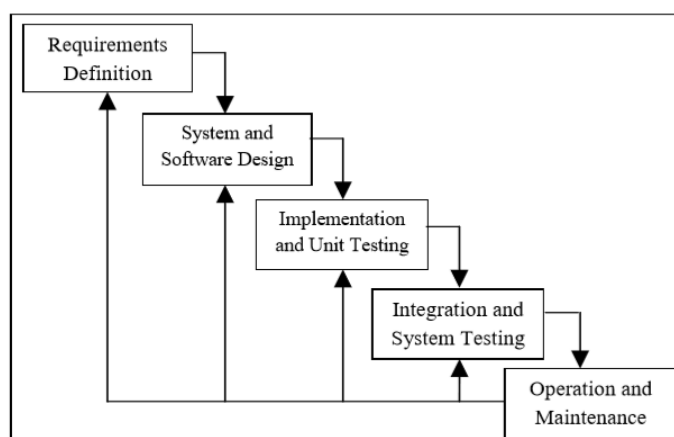 Requirements
Definition
System and
Software Design
Implementation
and Unit Testing
Integration and
System Testing
Operation and
Maintenance